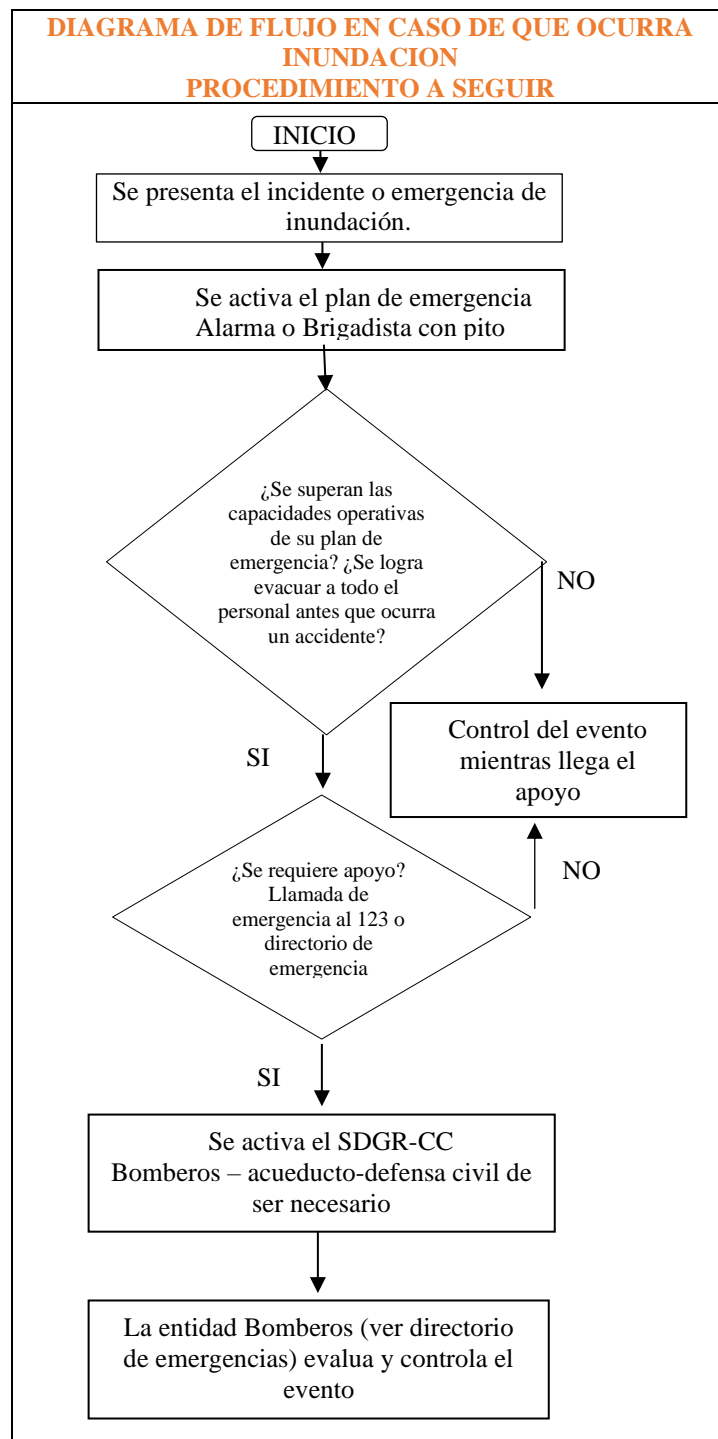 DIAGRAMA DE FLUJO EN CASO DE QUE OCURRA
INUNDACION
PROCEDIMIENTO A SEGUIR
INICIO
Se presenta el incidente o emergencia de
inundación.
Se activa el plan de emergencia
Alarma o Brigadista con pito
¿Se superan las
capacidades operativas
de su plan de
emergencia? ¿Se logra
evacuar a todo el
personal antes que ocurra
un accidente?
NO
Control del evento
mientras llega el
apoyo
SI
¿Se requiere apoyo?
Llamada de
emergencia al 123 o
directorio de
emergencia
NO
SI
Se activa el SDGR-CC
Bomberos – acueducto-defensa civil de
ser necesario
La entidad Bomberos (ver directorio
de emergencias) evalua y controla el
evento